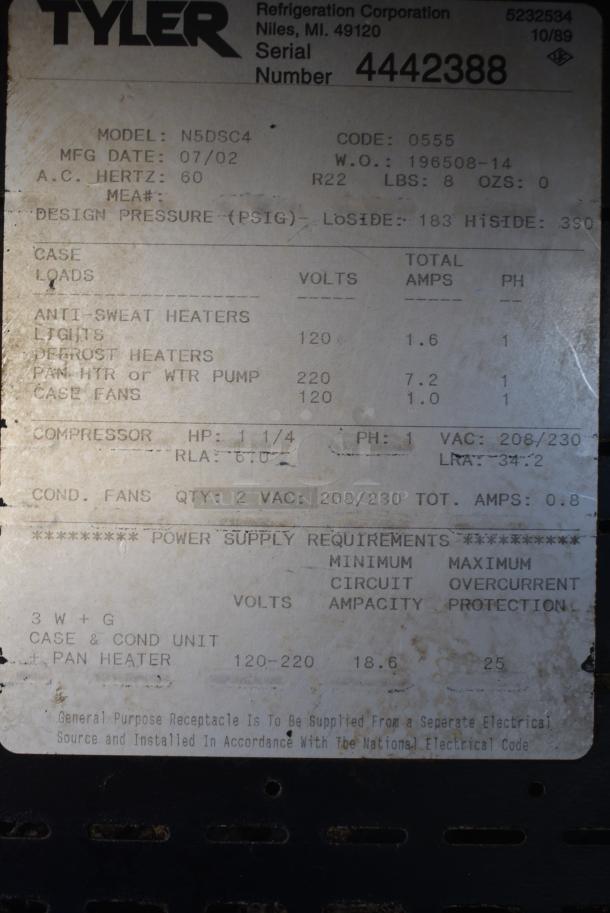 TYLER Refrigeration Corporation 5232534
Niles, MI. 49120 10/89
Serial
Number 4442388
MODEL: N5DSC4 CODE: 0555
MFG DATE: 07/02 W.O.: 196508-14
A.C. HERTZ: 60 R22 LBS: 8 OZS: 0
MEA#:
DESIGN PRESSURE (PSIG)- LoSIDE: 183 HiSIDE: 390
CASE TOTAL
LOADS VOLTS AMPS PH
ANTI-SWEAT HEATERS
LIGHTS 120 1.6 1
DEFROST HEATERS
PAN HTR or WTR PUMP 220 7.2 1
CASE FANS 120 1.0 1
COMPRESSOR HP: 1 1/4 PH: 1 VAC: 208/230
RLA: 6.0 LRA: 34.2
COND. FANS QTY: 2 VAC: 208/230 TOT. AMPS: 0.8
********* POWER SUPPLY REQUIREMENTS **********
MINIMUM MAXIMUM
CIRCUIT OVERCURRENT
VOLTS AMPACITY PROTECTION
3 W + G
CASE & COND UNIT
+ PAN HEATER 120-220 18.6 25
General Purpose Receptacle Is To Be Supplied From a Seperate Electrical
Source and Installed In Accordance With The National Electrical Code